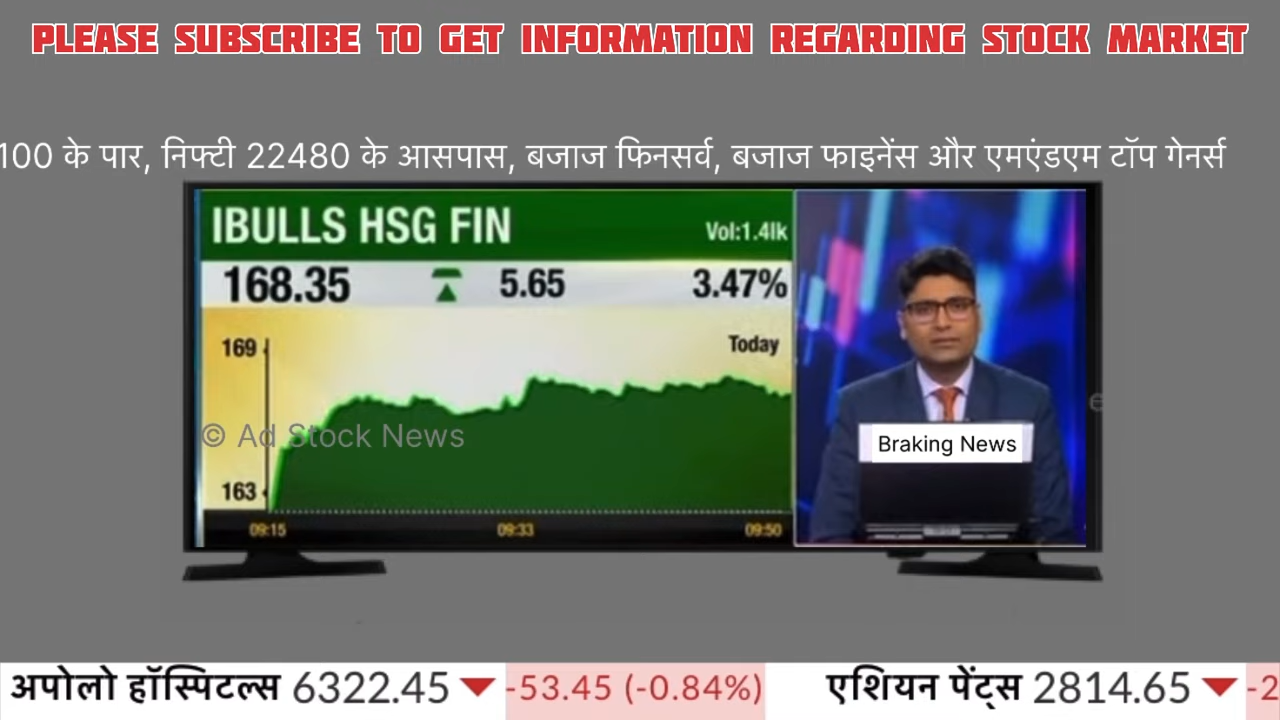 PLEASE SUBSCRIBE TO GET INFORMATION REGARDING STOCK MARKET
100 के पार, निफ्टी 22480 के आसपास, बजाज फिनसर्व, बजाज फाइनेंस और एमएंडएम टॉप गेनर्स
IBULLS HSG FIN Vol:1.4lk
168.35 5.65 3.47%
169 Today
© Ad Stock News
Braking News
163
09:15 09:33 09:50
अपोलो हॉस्पिटल्स 6322.45 -53.45 (-0.84%) एशियन पेंट्स 2814.65 -2